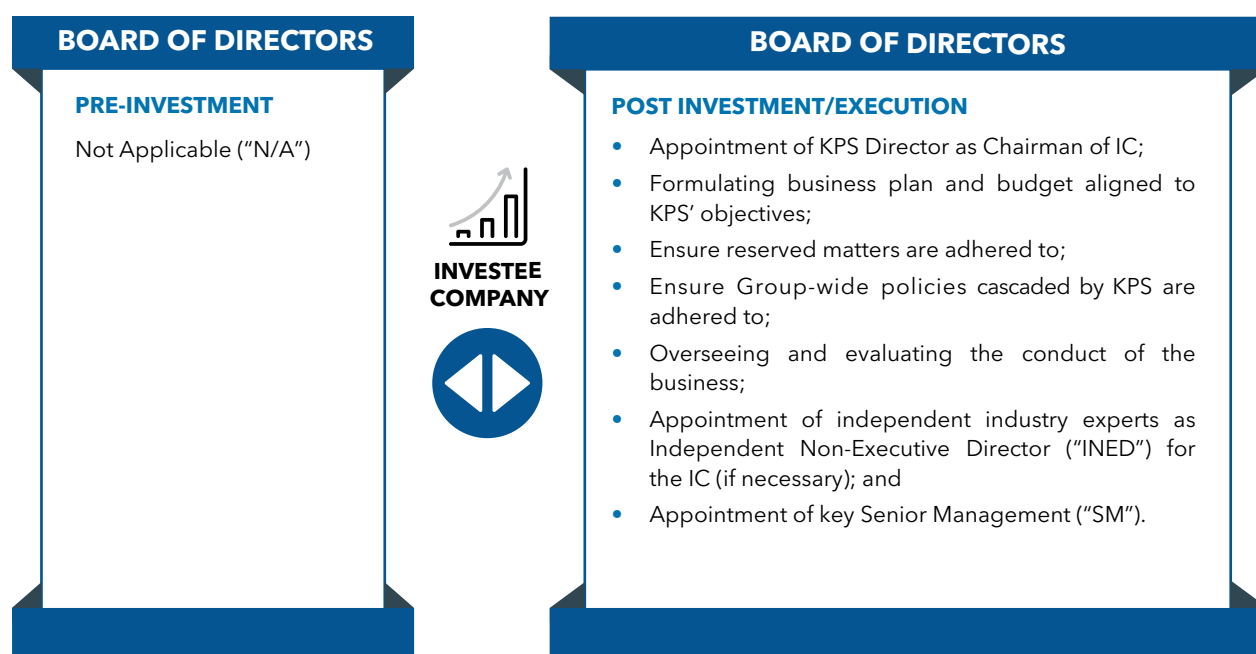 BOARD OF DIRECTORS
PRE-INVESTMENT
Not Applicable (“N/A”)
INVESTEE
COMPANY
BOARD OF DIRECTORS
POST INVESTMENT/EXECUTION
• Appointment of KPS Director as Chairman of IC;
• Formulating business plan and budget aligned to
KPS’ objectives;
• Ensure reserved matters are adhered to;
• Ensure Group-wide policies cascaded by KPS are
adhered to;
• Overseeing and evaluating the conduct of the
business;
• Appointment of independent industry experts as
Independent Non-Executive Director (“INED”) for
the IC (if necessary); and
• Appointment of key Senior Management (“SM”).